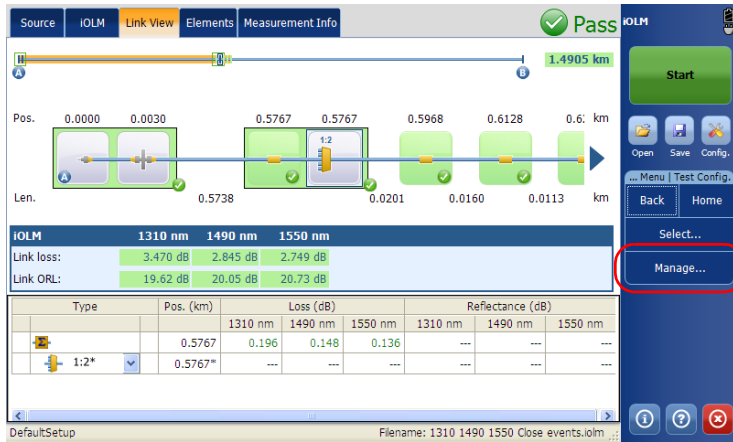 Source iOLM Link View Elements Measurement Info Pass iOLM
1.4905 km
A B
Start
Pos. 0.0000 0.0030 0.5767 0.5767 0.5968 0.6128 0.6: km
1:2
Open Save Config.
A
... Menu | Test Config.
Len. 0.5738 0.0201 0.0160 0.0113 km
Back Home
Select...
iOLM 1310 nm 1490 nm 1550 nm
Link loss: 3.470 dB 2.845 dB 2.749 dB
Manage...
Link ORL: 19.62 dB 20.05 dB 20.73 dB
Type Pos. (km) Loss (dB) Reflectance (dB)
1310 nm 1490 nm 1550 nm 1310 nm 1490 nm 1550 nm
Σ 0.5767 0.196 0.148 0.136 --- --- ---
1:2* 0.5767* --- --- --- --- --- ---
DefaultSetup Filename: 1310 1490 1550 Close events.iolm